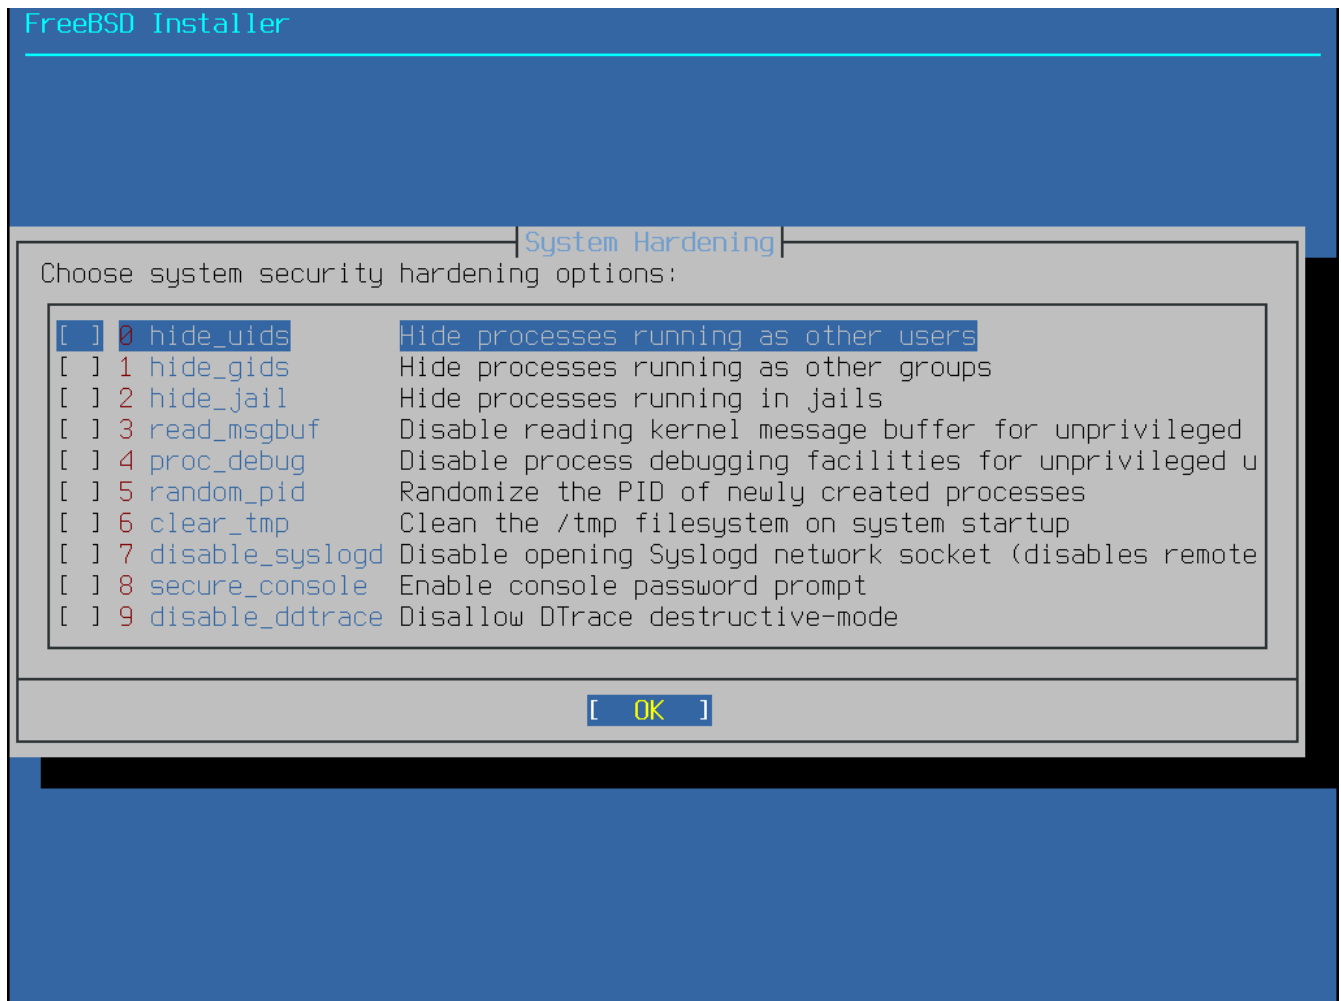 FreeBSD Installer
System Hardening
Choose system security hardening options:
[ ] 0 hide_uids Hide processes running as other users
[ ] 1 hide_gids Hide processes running as other groups
[ ] 2 hide_jail Hide processes running in jails
[ ] 3 read_msgbuf Disable reading kernel message buffer for unprivileged
[ ] 4 proc_debug Disable process debugging facilities for unprivileged u
[ ] 5 random_pid Randomize the PID of newly created processes
[ ] 6 clear_tmp Clean the /tmp filesystem on system startup
[ ] 7 disable_syslogd Disable opening Syslogd network socket (disables remote
[ ] 8 secure_console Enable console password prompt
[ ] 9 disable_ddtrace Disallow DTrace destructive-mode
[ OK ]